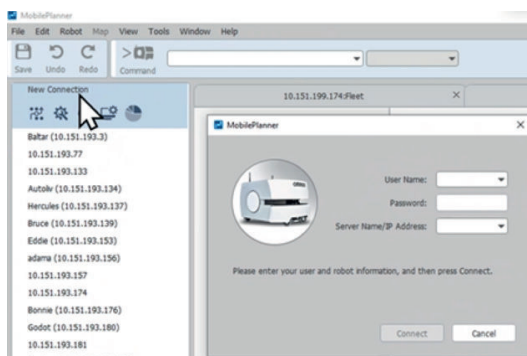 MobilePlanner
File Edit Robot Map View Tools Window Help
Save Undo Redo Command
New Connection
10.151.199.174:Fleet
MobilePlanner
Baltar (10.151.193.3)
10.151.193.77
10.151.193.133
Autoliv (10.151.193.134)
Hercules (10.151.193.137)
Bruce (10.151.193.139)
Eddie (10.151.193.153)
adama (10.151.193.156)
10.151.193.157
10.151.193.174
Bonnie (10.151.193.176)
Godot (10.151.193.180)
10.151.193.181
omron
User Name:
Password:
Server Name/IP Address:
Please enter your user and robot information, and then press Connect.
Connect Cancel